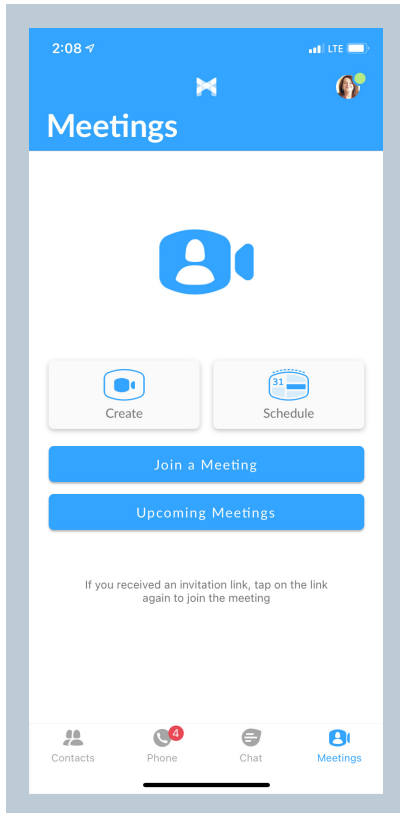 2:08
LTE
Meetings
31
Create
Schedule
Join a Meeting
Upcoming Meetings
If you received an invitation link, tap on the link
again to join the meeting
4
Contacts
Phone
Chat
Meetings